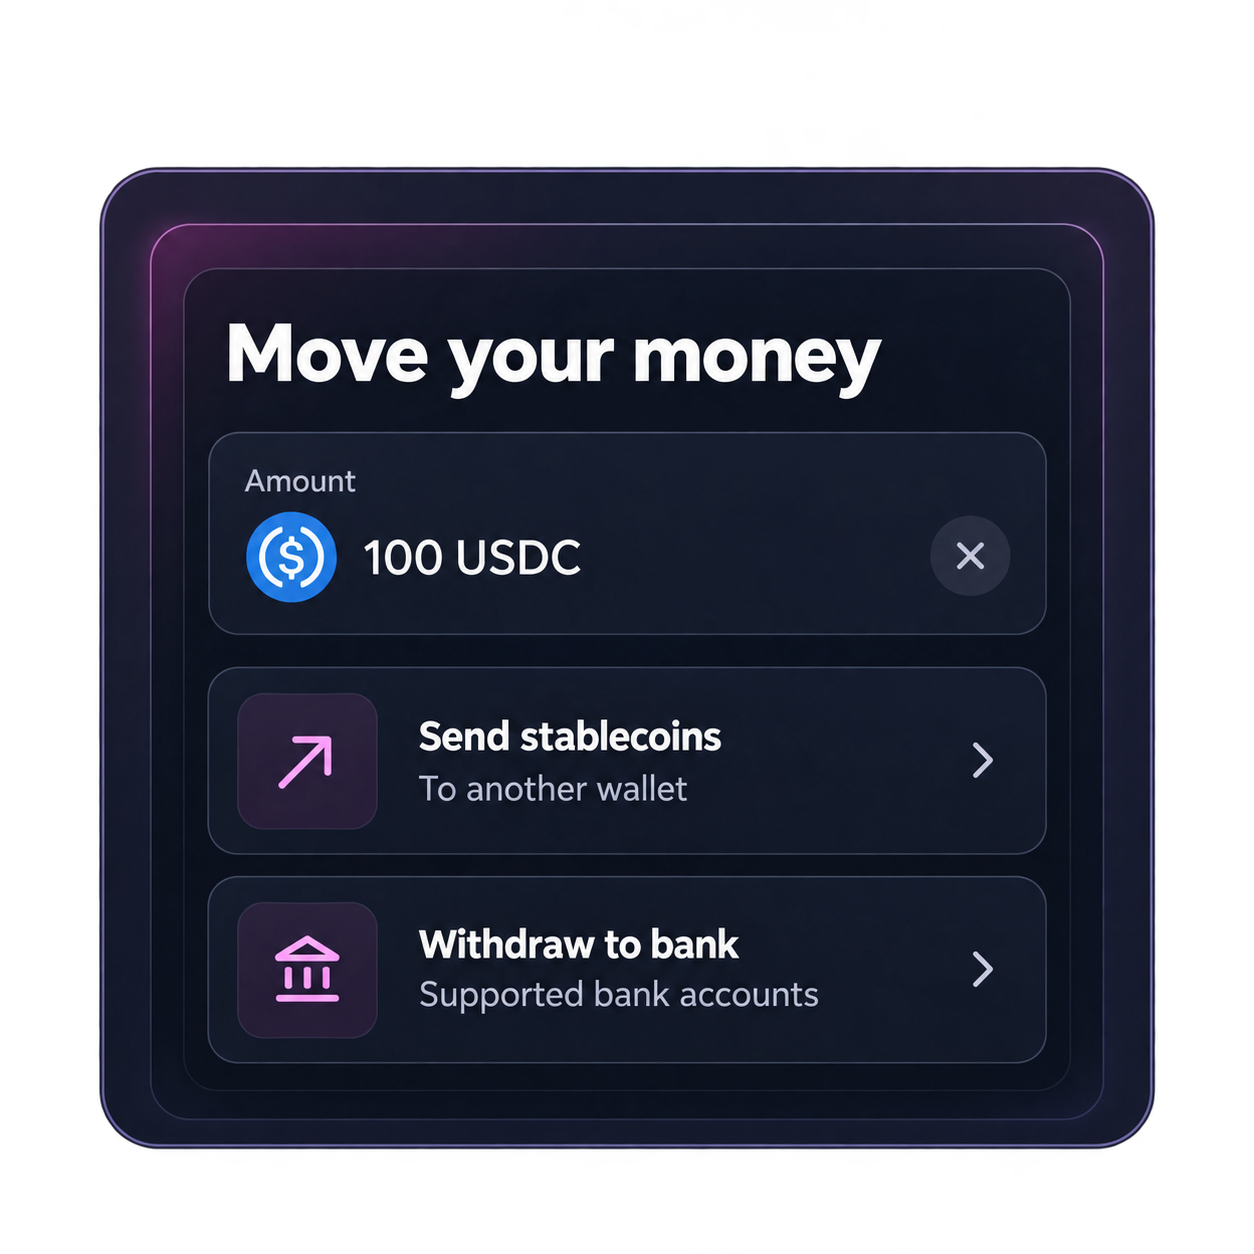 Move your money
Amount
$ 100 USDC
Send stablecoins
To another wallet
Withdraw to bank
Supported bank accounts